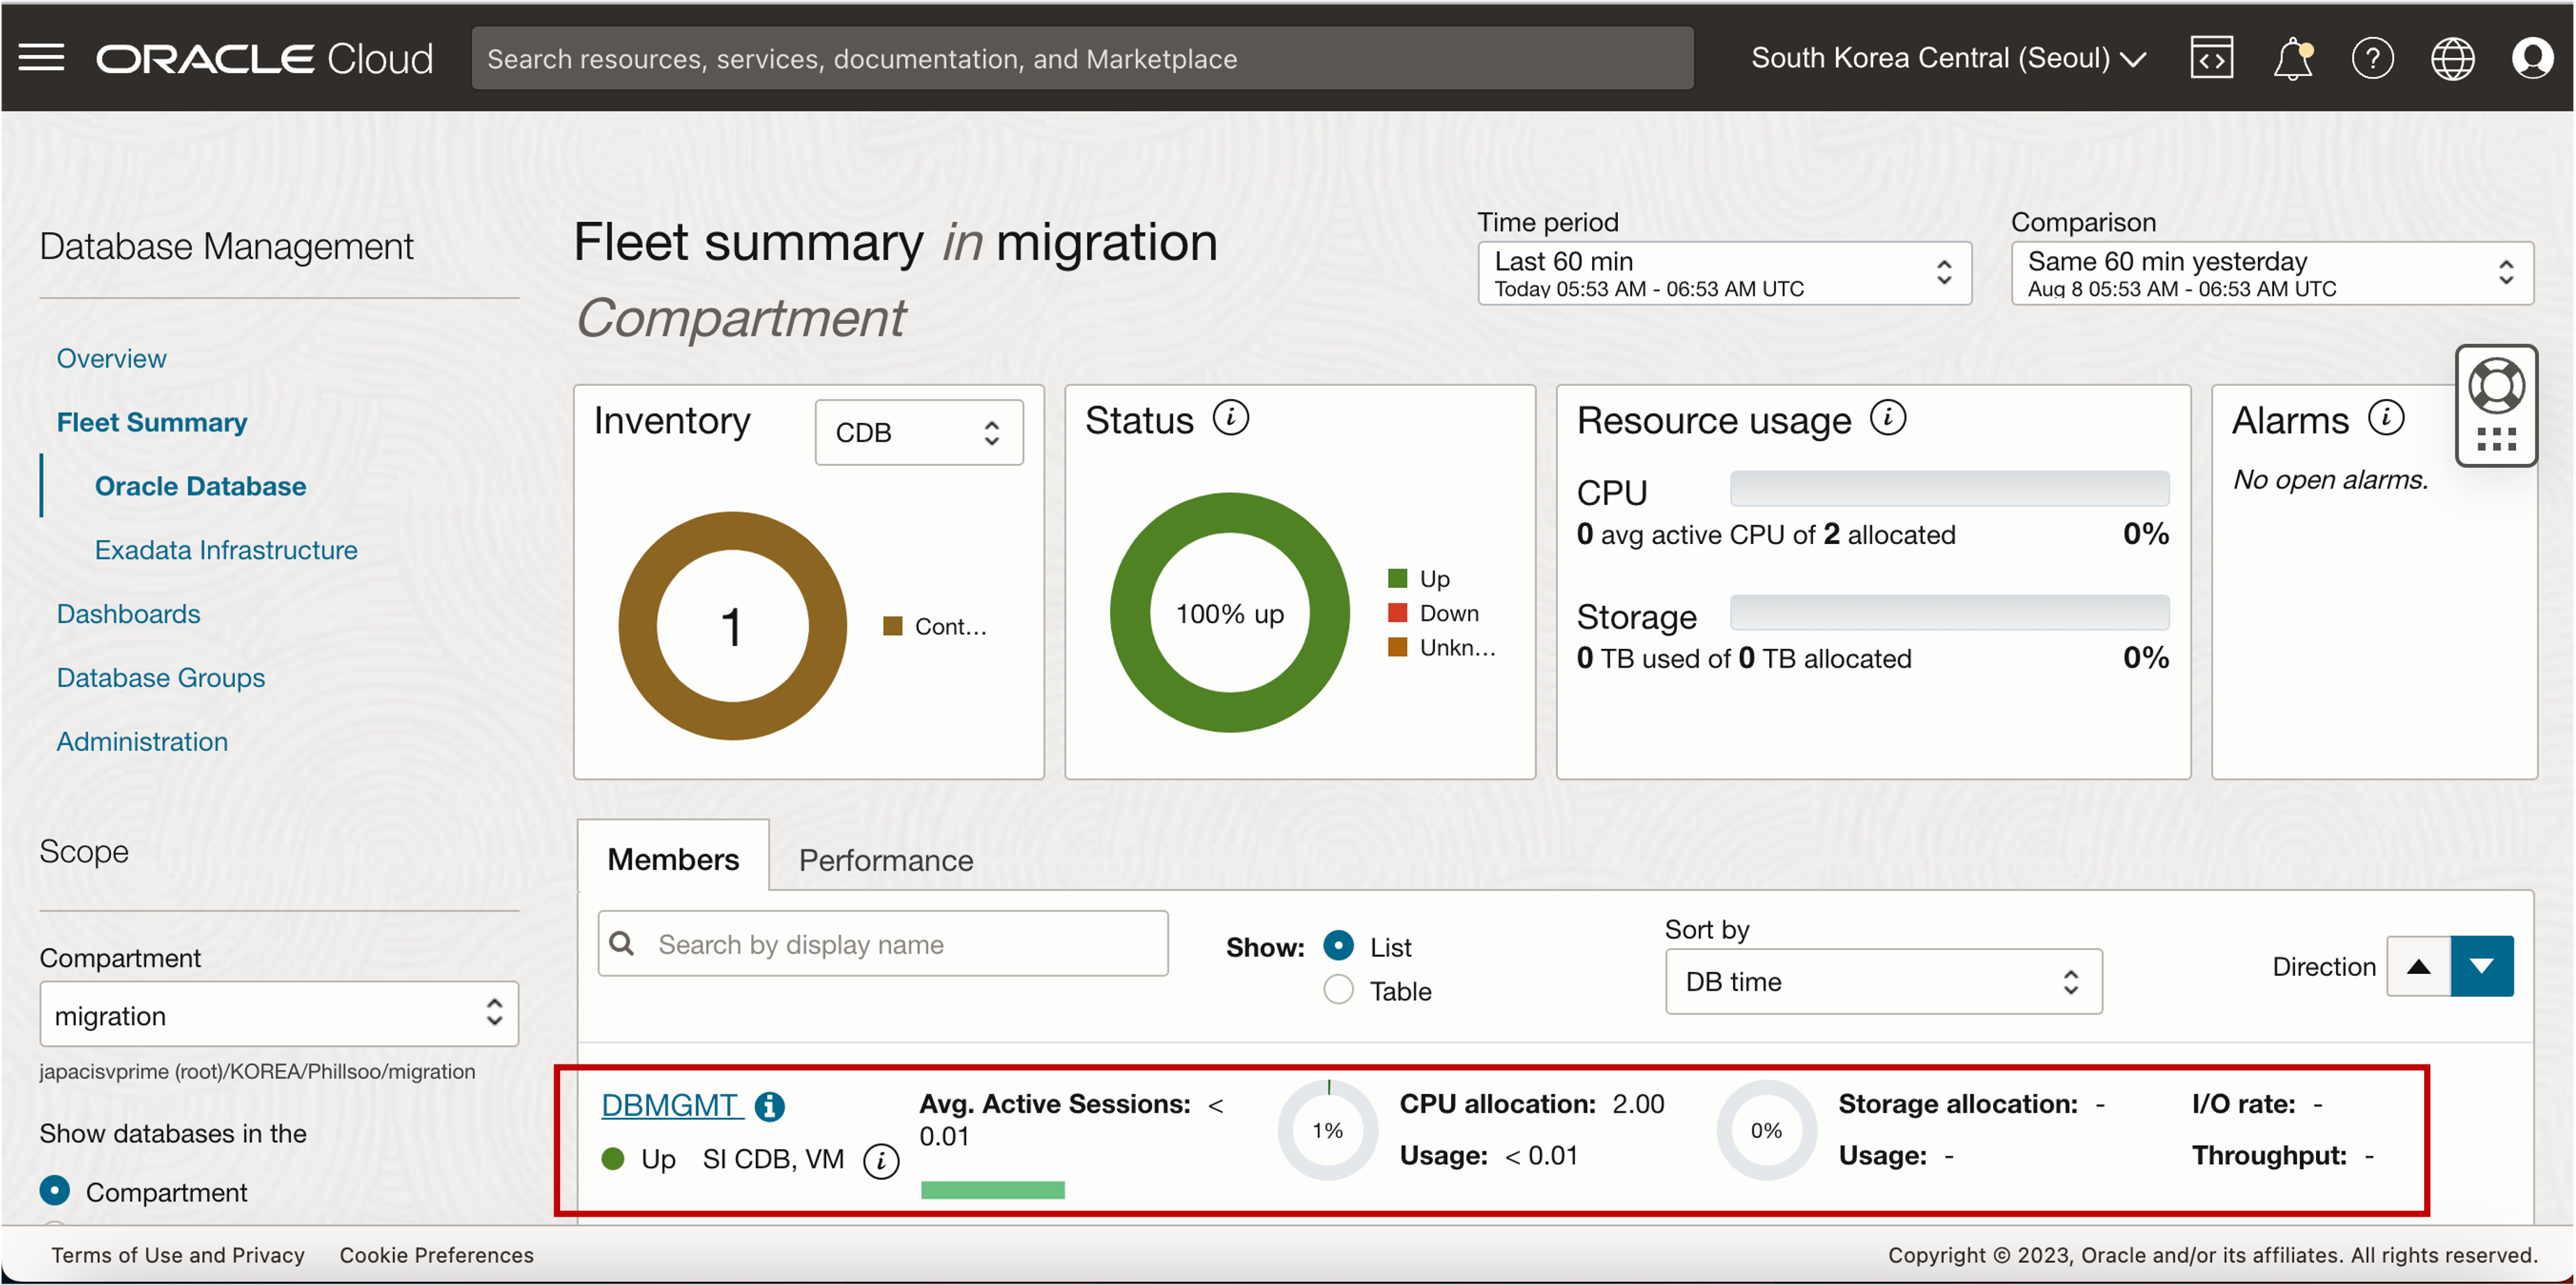 ORACLE Cloud
Search resources, services, documentation, and Marketplace
South Korea Central (Seoul)
Database Management
Overview
Fleet Summary
Oracle Database
Exadata Infrastructure
Dashboards
Database Groups
Administration
Scope
Compartment
migration
japacisvprime (root)/KOREA/Phillsoo/migration
Show databases in the
Compartment
Fleet summary in migration
Compartment
Time period
Last 60 min
Today 05:53 AM - 06:53 AM UTC
Comparison
Same 60 min yesterday
Aug 8 05:53 AM - 06:53 AM UTC
Inventory
CDB
1
Cont...
Status
100% up
Up
Down
Unkn...
Resource usage
CPU
0 avg active CPU of 2 allocated 0%
Storage
0 TB used of 0 TB allocated 0%
Alarms
No open alarms.
Members
Performance
Search by display name
Show:
List
Table
Sort by
DB time
Direction
DBMGMT
Up SI CDB, VM
Avg. Active Sessions: <
0.01
1%
CPU allocation: 2.00
Usage: < 0.01
0%
Storage allocation: -
Usage: -
I/O rate: -
Throughput: -
Terms of Use and Privacy Cookie Preferences
Copyright © 2023, Oracle and/or its affiliates. All rights reserved.